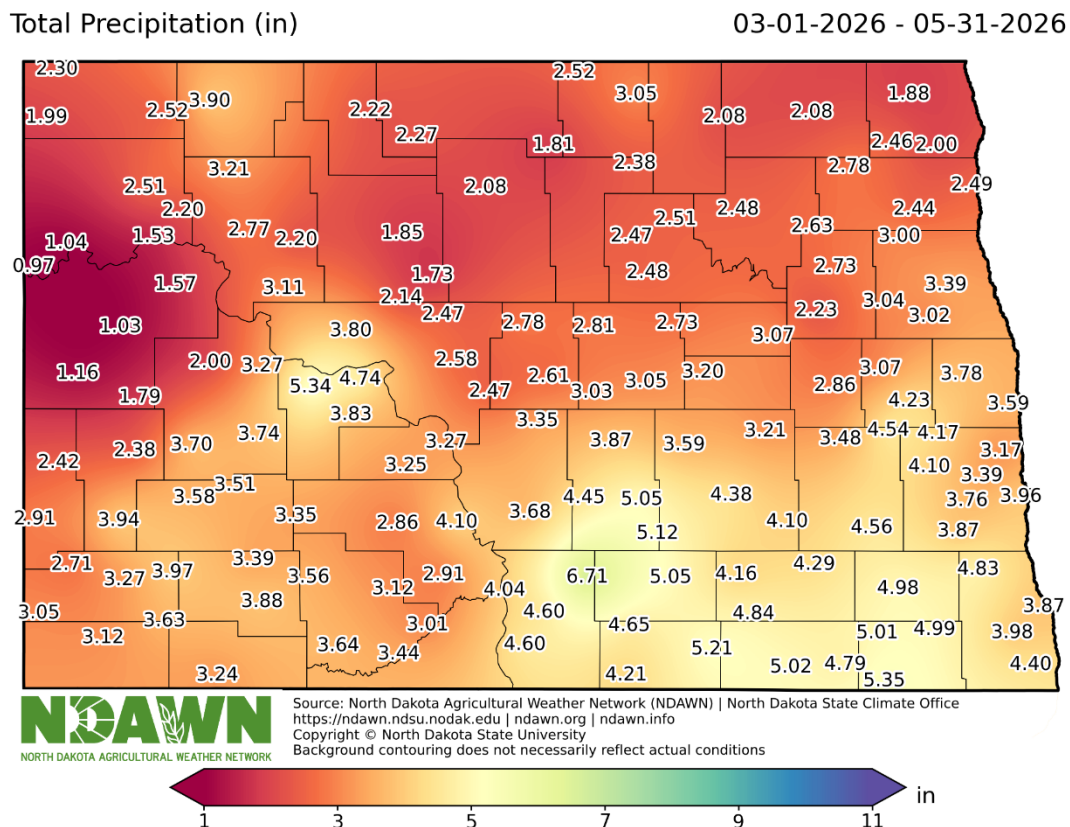 Total Precipitation (in) 03-01-2026 - 05-31-2026
2.30 2.52
1.99 2.52 3.90 2.22 3.05 2.08 2.08 1.88
2.27 1.81 2.46 2.00
3.21 2.38 2.78
2.51 2.08 2.49
2.20 2.51 2.48 2.44
1.04 1.53 2.77 2.20 1.85 2.47 2.63 3.00
0.97 1.57 1.73 2.48 2.73 3.39
3.11 2.14 3.04
1.03 3.80 2.47 2.78 2.81 2.73 3.07 2.23 3.02
1.16 2.00 3.27 2.58 3.20 3.07 3.78
1.79 5.34 4.74 2.47 2.61 3.03 3.05 2.86 4.23 3.59
3.83 3.35
2.42 2.38 3.70 3.74 3.27 3.87 3.59 3.21 3.48 4.54 4.17 3.17
3.25 4.10 3.39
3.58 3.51 4.45 5.05 4.38 3.76 3.96
2.91 3.94 3.35 2.86 4.10 3.68 5.12 4.10 4.56 3.87
2.71 3.27 3.97 3.39 3.56 2.91 6.71 5.05 4.16 4.29 4.83
3.88 3.12 4.04 4.98
3.05 3.63 3.01 4.60 4.65 4.84 3.87
3.12 3.64 3.44 4.60 5.21 5.01 4.99 3.98
3.24 4.21 5.02 4.79 5.35 4.40
NDAWN
NORTH DAKOTA AGRICULTURAL WEATHER NETWORK
Source: North Dakota Agricultural Weather Network (NDAWN) | North Dakota State Climate Office
https://ndawn.ndsu.nodak.edu | ndawn.org | ndawn.info
Copyright © North Dakota State University
Background contouring does not necessarily reflect actual conditions
1 3 5 7 9 11 in